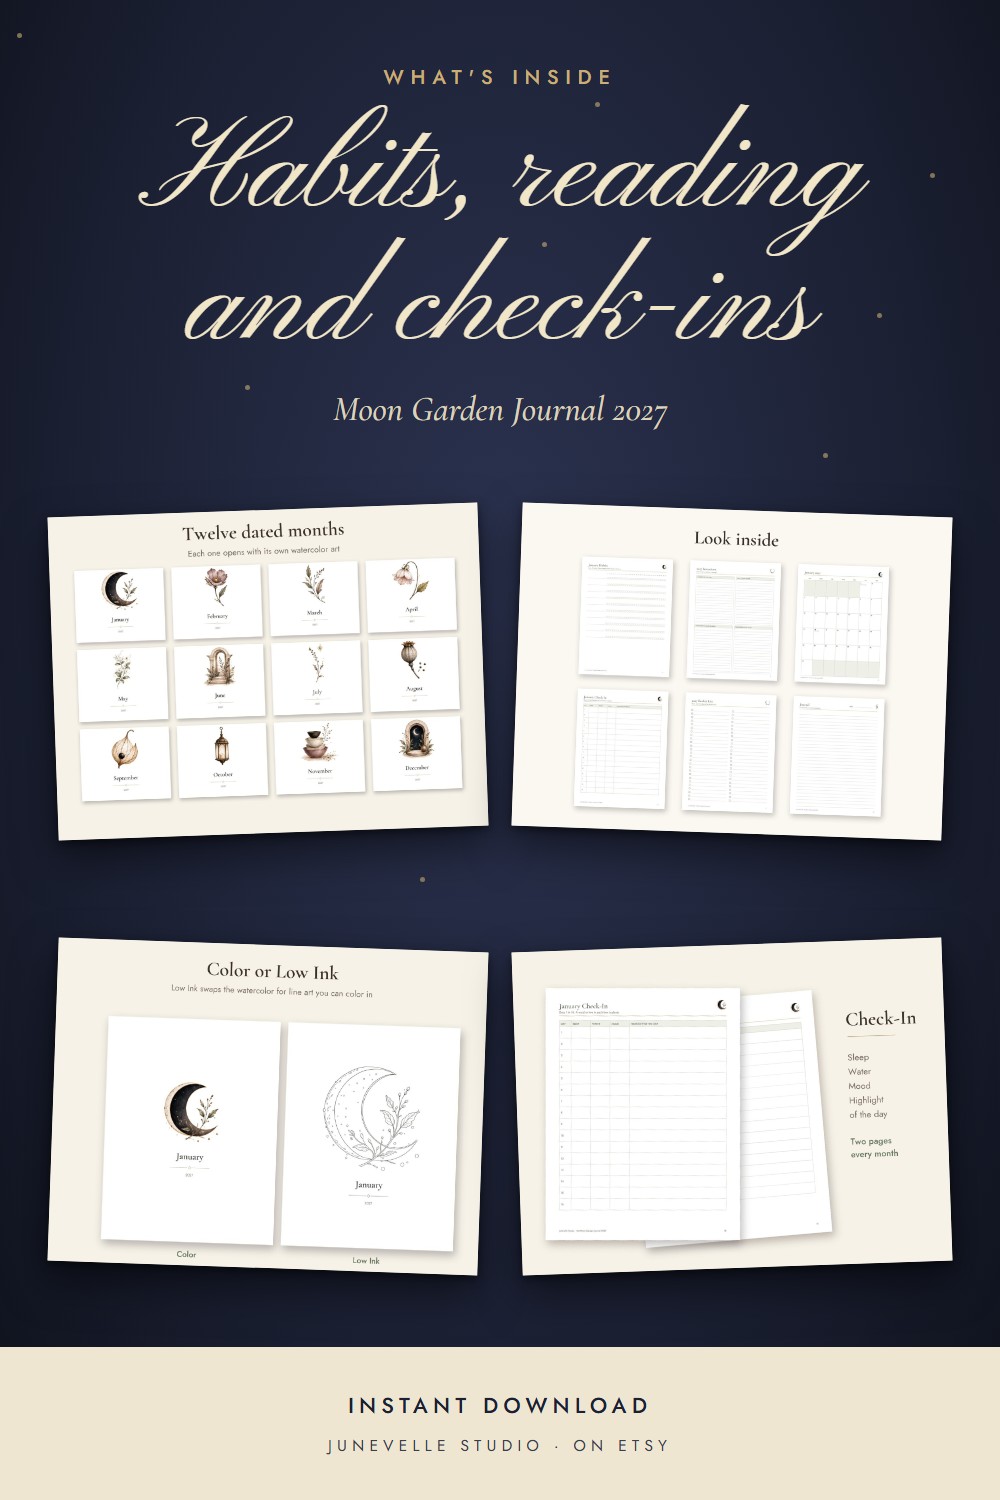 WHAT'S INSIDE
Habits, reading
and check-ins
Moon Garden Journal 2027
Twelve dated months
Each one opens with its own watercolor art
January
February
March
April
May
June
July
August
September
October
November
December
Look inside
Color or Low Ink
Low Ink swaps the watercolor for line art you can color in
January
2027
Color
January
2027
Low Ink
January Check-In
Check-In
Sleep
Water
Mood
Highlight
of the day
Two pages
every month
INSTANT DOWNLOAD
JUNEVELLE STUDIO · ON ETSY